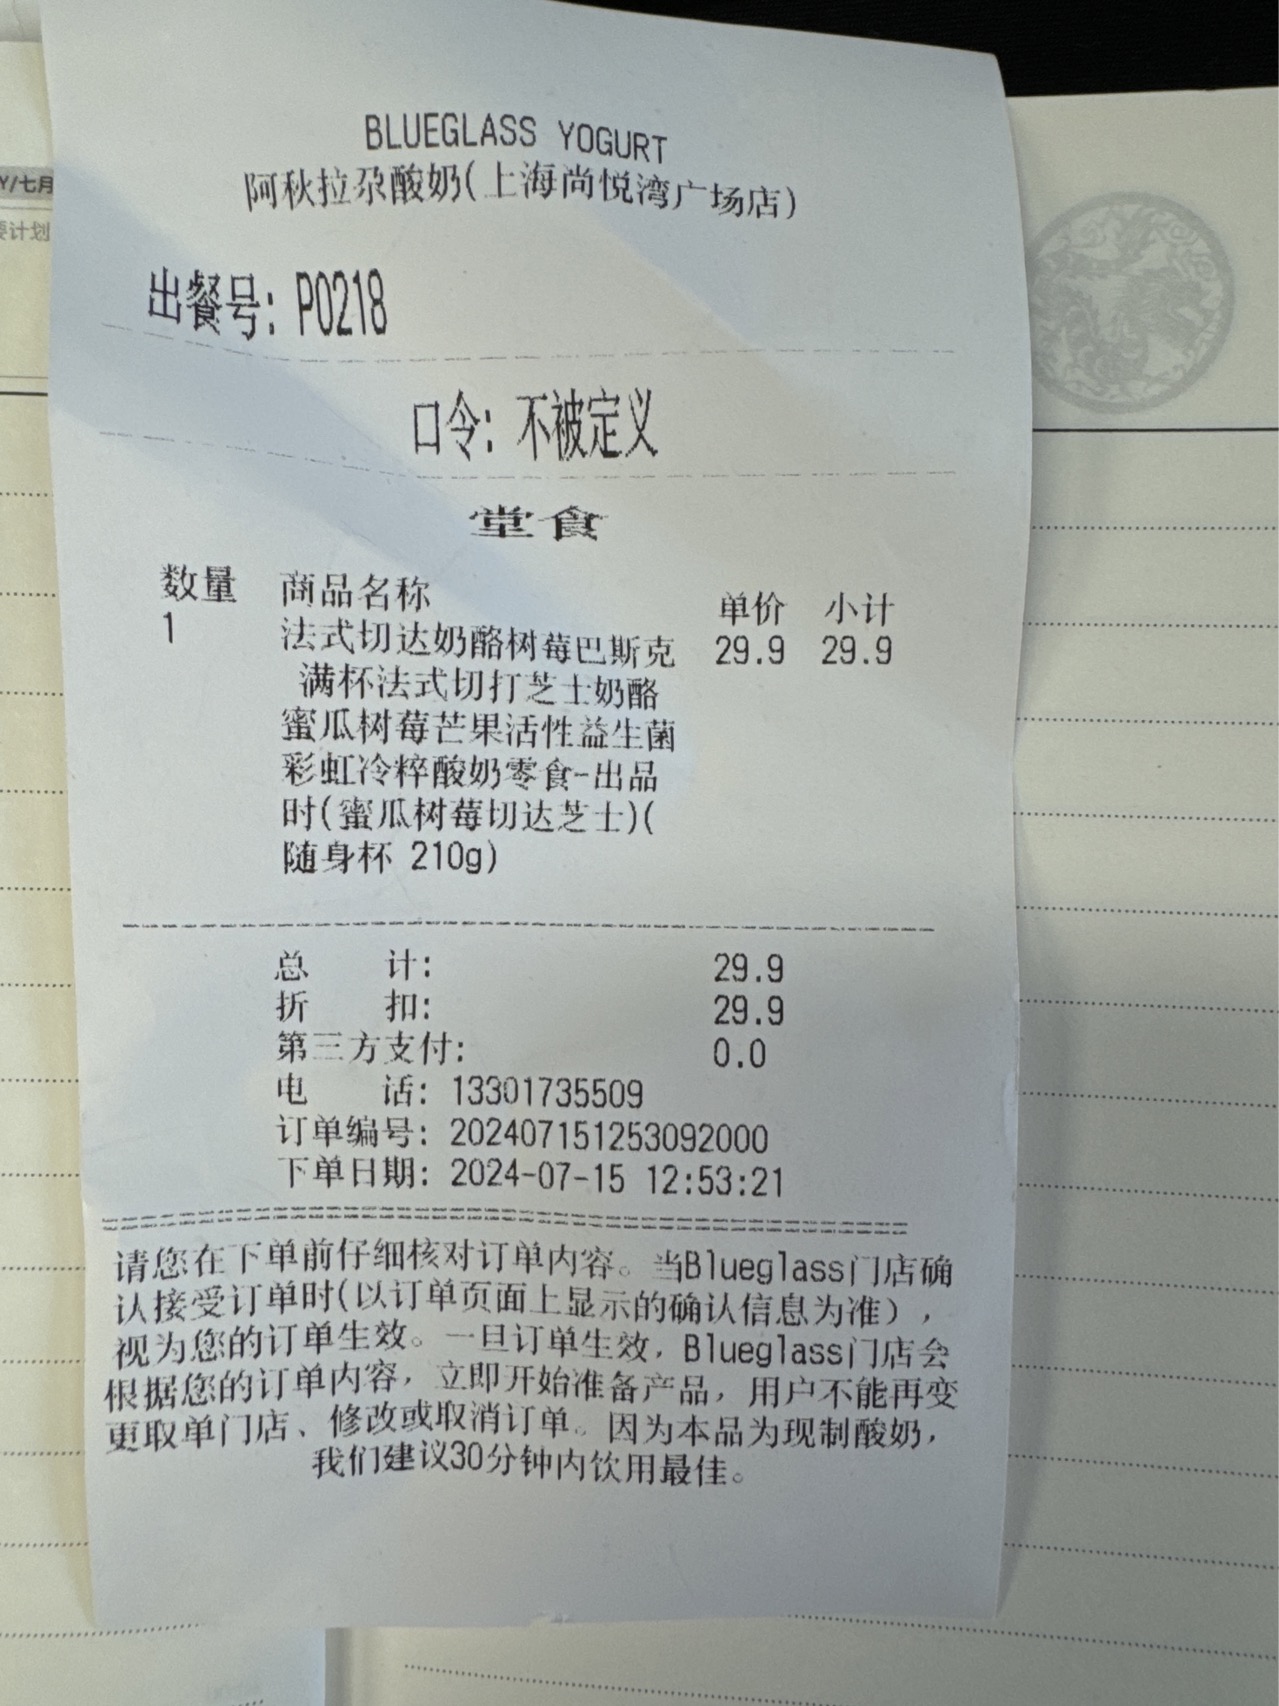 BLUEGLASS YOGURT
阿秋拉尕酸奶(上海尚悦湾广场店)
出餐号: P0218
口令: 不被定义
堂食
数量 商品名称 单价 小计
1 法式切达奶酪树莓巴斯克 29.9 29.9
满杯法式切打芝士奶酪
蜜瓜树莓芒果活性益生菌
彩虹冷粹酸奶零食-出品
时(蜜瓜树莓切达芝士)(
随身杯 210g)
总 计: 29.9
折 扣: 29.9
第三方支付: 0.0
电 话: 13301735509
订单编号: 202407151253092000
下单日期: 2024-07-15 12:53:21
请您在下单前仔细核对订单内容。当Blueglass门店确
认接受订单时(以订单页面上显示的确认信息为准),
视为您的订单生效。一旦订单生效, Blueglass门店会
根据您的订单内容, 立即开始准备产品, 用户不能再变
更取单门店、修改或取消订单。因为本品为现制酸奶,
我们建议30分钟内饮用最佳。
Y/七月
要计划